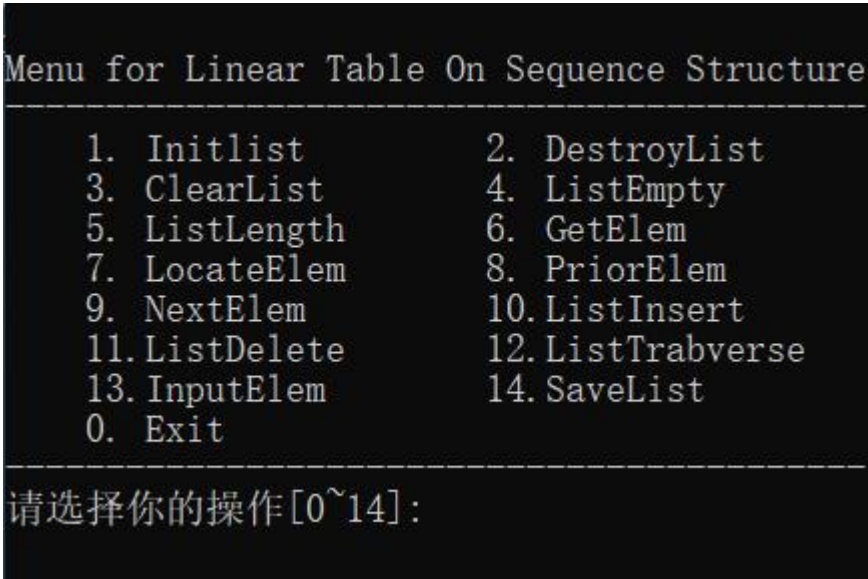 Menu for Linear Table On Sequence Structure
1. Initlist 2. DestroyList
3. ClearList 4. ListEmpty
5. ListLength 6. GetElem
7. LocateElem 8. PriorElem
9. NextElem 10.ListInsert
11.ListDelete 12.ListTrabverse
13.InputElem 14.SaveList
0. Exit
请选择你的操作[0~14]: